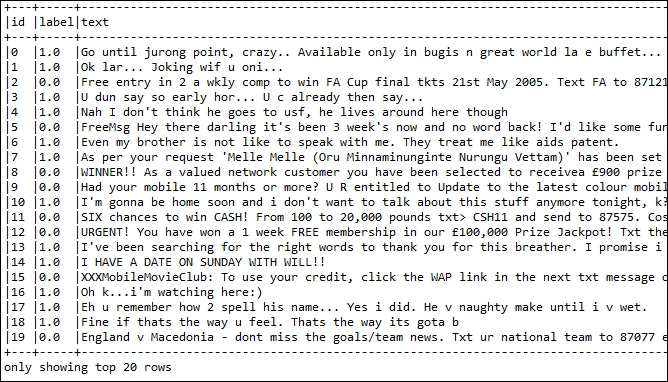 +---+-----+--------------------
|id |label|text
+---+-----+--------------------
|0  |1.0  |Go until jurong point, crazy.. Available only in bugis n great world la e buffet...
|1  |1.0  |Ok lar... Joking wif u oni...
|2  |0.0  |Free entry in 2 a wkly comp to win FA Cup final tkts 21st May 2005. Text FA to 87121
|3  |1.0  |U dun say so early hor... U c already then say...
|4  |1.0  |Nah I don't think he goes to usf, he lives around here though
|5  |0.0  |FreeMsg Hey there darling it's been 3 week's now and no word back! I'd like some fun
|6  |1.0  |Even my brother is not like to speak with me. They treat me like aids patent.
|7  |1.0  |As per your request 'Melle Melle (Oru Minnaminunginte Nurungu Vettam)' has been set
|8  |0.0  |WINNER!! As a valued network customer you have been selected to receivea £900 prize
|9  |0.0  |Had your mobile 11 months or more? U R entitled to Update to the latest colour mobil
|10 |1.0  |I'm gonna be home soon and i don't want to talk about this stuff anymore tonight, k?
|11 |0.0  |SIX chances to win CASH! From 100 to 20,000 pounds txt> CSH11 and send to 87575. Cos
|12 |0.0  |URGENT! You have won a 1 week FREE membership in our £100,000 Prize Jackpot! Txt the
|13 |1.0  |I've been searching for the right words to thank you for this breather. I promise i
|14 |1.0  |I HAVE A DATE ON SUNDAY WITH WILL!!
|15 |0.0  |XXXMobileMovieClub: To use your credit, click the WAP link in the next txt message o
|16 |1.0  |Oh k...i'm watching here:)
|17 |1.0  |Eh u remember how 2 spell his name... Yes i did. He v naughty make until i v wet.
|18 |1.0  |Fine if thats the way u feel. Thats the way its gota b
|19 |0.0  |England v Macedonia - dont miss the goals/team news. Txt ur national team to 87077 e
+---+-----+--------------------
only showing top 20 rows